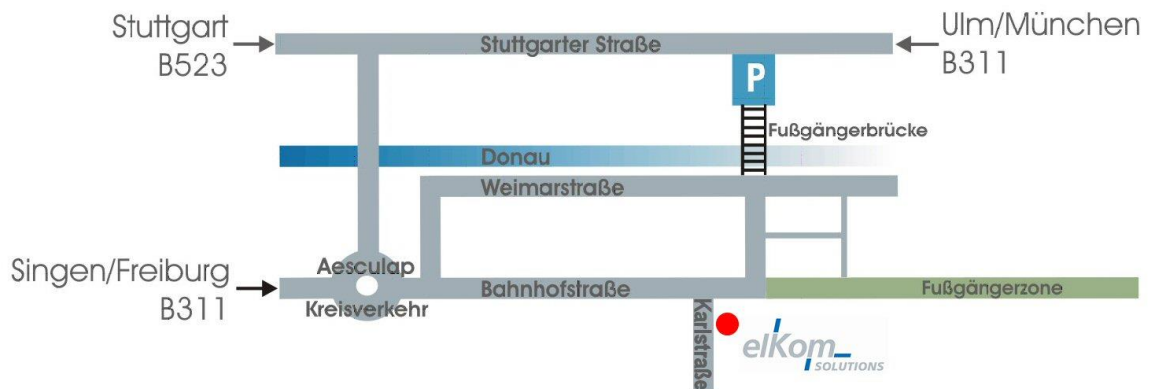 Stuttgart
B523
Stuttgarter Straße
Ulm/München
B311
P
Fußgängerbrücke
Donau
Weimarstraße
Singen/Freiburg
B311
Aesculap
Kreisverkehr
Bahnhofstraße
Fußgängerzone
Karlstraße
elKom
SOLUTIONS